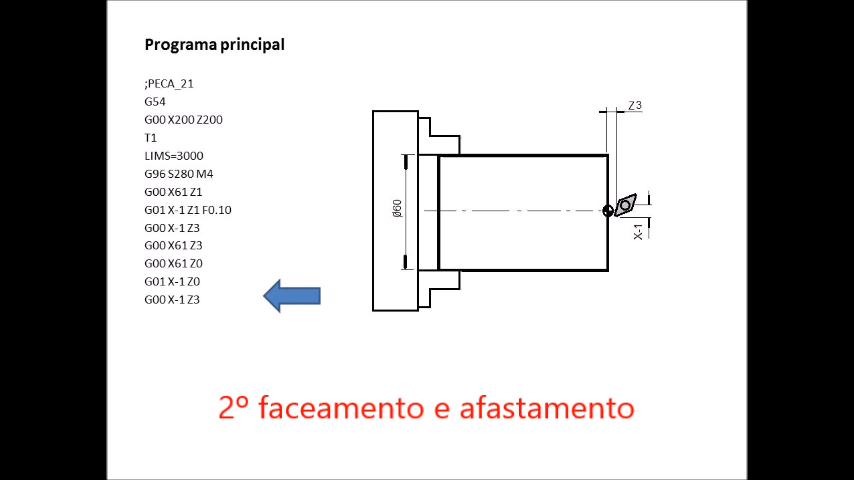 Programa principal
;PECA_21
G54
G00 X200 Z200
T1
LIMS=3000
G96 S280 M4
G00 X61 Z1
G01 X-1 Z1 F0.10
G00 X-1 Z3
G00 X61 Z3
G00 X61 Z0
G01 X-1 Z0
G00 X-1 Z3
Z3
Ø60
X-1
2º faceamento e afastamento